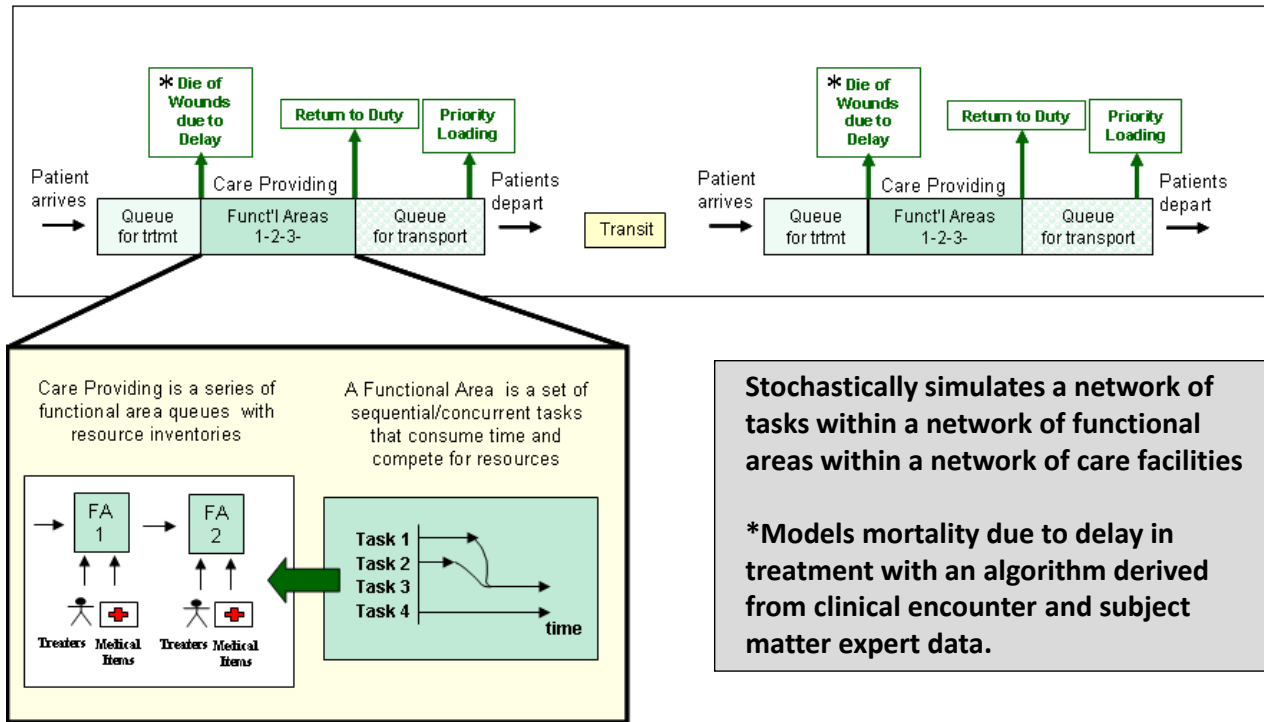 * Die of
Wounds
due to
Delay
Return to Duty
Priority
Loading
Patient
arrives
Care Providing
Patients
depart
Queue
for trtmt
Funct'l Areas
1-2-3-
Queue
for transport
Transit
* Die of
Wounds
due to
Delay
Return to Duty
Priority
Loading
Patient
arrives
Care Providing
Patients
depart
Queue
for trtmt
Funct'l Areas
1-2-3-
Queue
for transport
Care Providing is a series of
functional area queues with
resource inventories
A Functional Area is a set of
sequential/concurrent tasks
that consume time and
compete for resources
FA
1
FA
2
Treaters
Medical
Items
Treaters
Medical
Items
Task 1
Task 2
Task 3
Task 4
time
Stochastically simulates a network of
tasks within a network of functional
areas within a network of care facilities
*Models mortality due to delay in
treatment with an algorithm derived
from clinical encounter and subject
matter expert data.